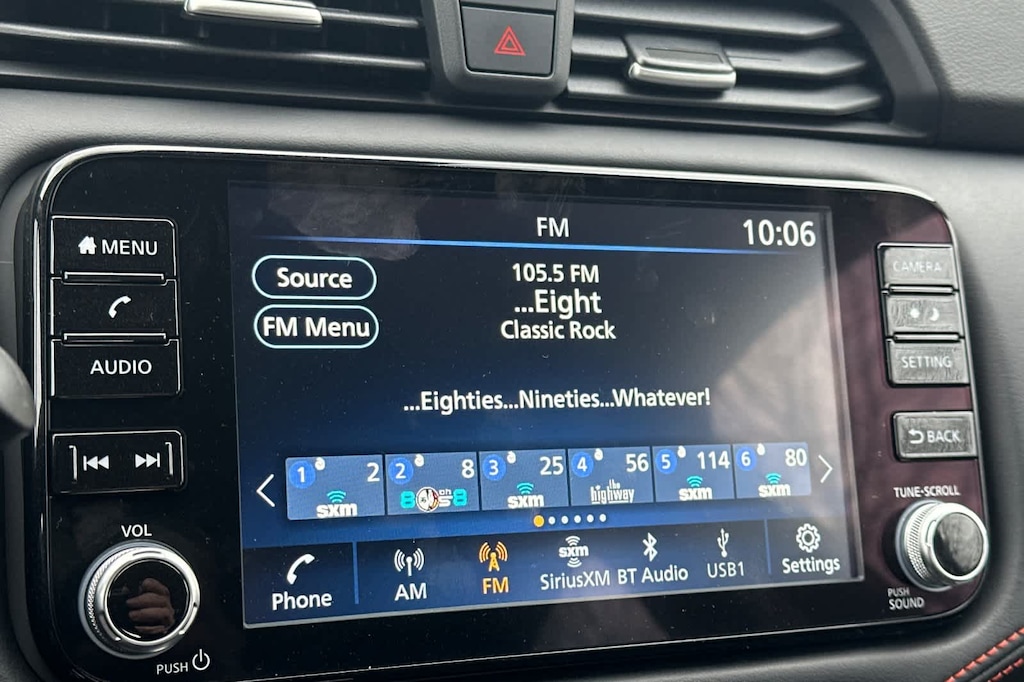 FM
10:06
MENU
CAMERA
Source
105.5 FM
...Eight
FM Menu
Classic Rock
AUDIO
SETTING
...Eighties...Nineties...Whatever!
BACK
1 2
2 8
3 25
4 56
5 114
6 80
sxm
sxm
the
highway
sxm
sxm
TUNE·SCROLL
VOL
Phone
AM
FM
sxm
SiriusXM
BT Audio
USB1
Settings
PUSH
SOUND
PUSH